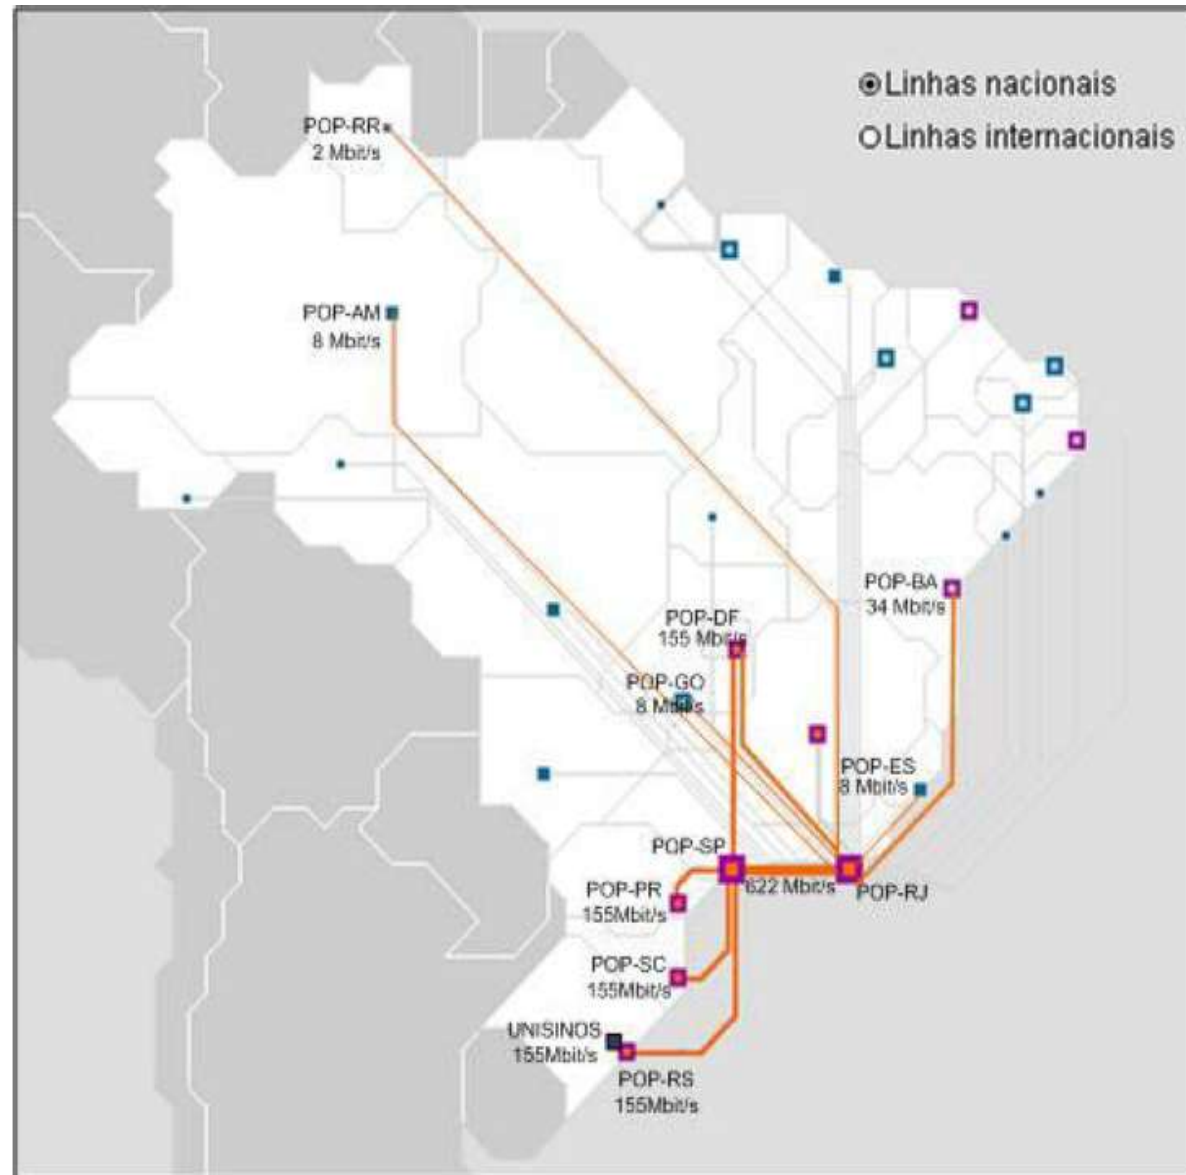 Linhas nacionais
Linhas internacionais
POP-RR
2 Mbit/s
POP-AM
8 Mbit/s
POP-BA
34 Mbit/s
POP-DF
155 Mbit/s
POP-GO
8 Mbit/s
POP-ES
8 Mbit/s
POP-SP
622 Mbit/s
POP-RJ
POP-PR
155Mbit/s
POP-SC
155Mbit/s
UNISINOS
155Mbit/s
POP-RS
155Mbit/s